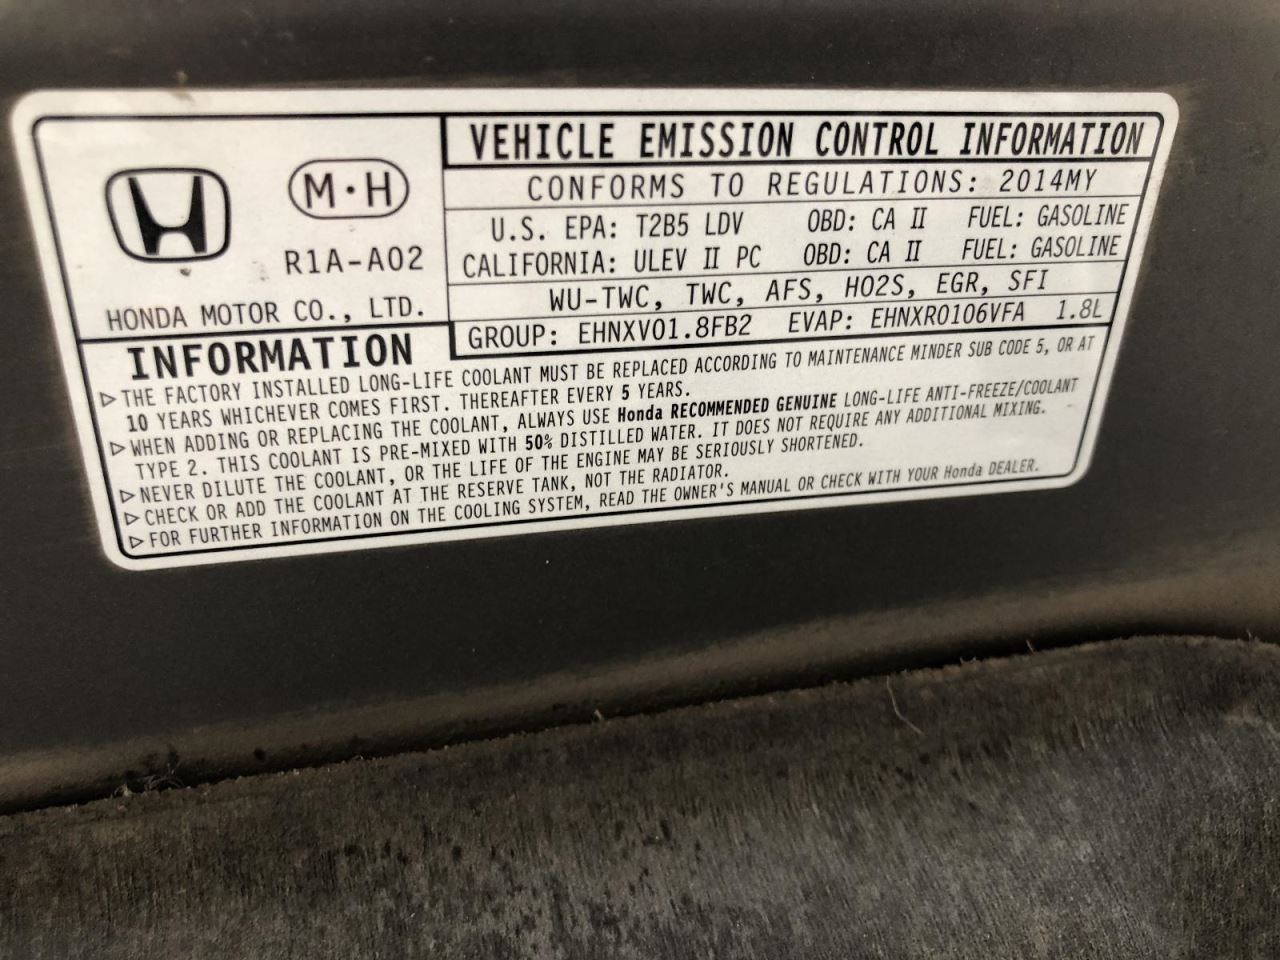 VEHICLE EMISSION CONTROL INFORMATION
CONFORMS TO REGULATIONS: 2014MY
U.S. EPA: T2B5 LDV OBD: CA II FUEL: GASOLINE
CALIFORNIA: ULEV II PC OBD: CA II FUEL: GASOLINE
WU-TWC, TWC, AFS, HO2S, EGR, SFI
GROUP: EHNXV01.8FB2 EVAP: EHNXR0106VFA 1.8L
M·H
R1A-A02
HONDA MOTOR CO., LTD.
INFORMATION
▷ THE FACTORY INSTALLED LONG-LIFE COOLANT MUST BE REPLACED ACCORDING TO MAINTENANCE MINDER SUB CODE 5, OR AT
10 YEARS WHICHEVER COMES FIRST. THEREAFTER EVERY 5 YEARS.
▷ WHEN ADDING OR REPLACING THE COOLANT, ALWAYS USE Honda RECOMMENDED GENUINE LONG-LIFE ANTI-FREEZE/COOLANT
TYPE 2. THIS COOLANT IS PRE-MIXED WITH 50% DISTILLED WATER. IT DOES NOT REQUIRE ANY ADDITIONAL MIXING.
▷ NEVER DILUTE THE COOLANT, OR THE LIFE OF THE ENGINE MAY BE SERIOUSLY SHORTENED.
▷ CHECK OR ADD THE COOLANT AT THE RESERVE TANK, NOT THE RADIATOR.
▷ FOR FURTHER INFORMATION ON THE COOLING SYSTEM, READ THE OWNER'S MANUAL OR CHECK WITH YOUR Honda DEALER.